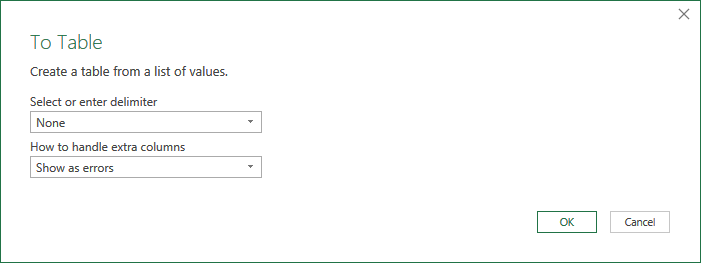 To Table
Create a table from a list of values.
Select or enter delimiter
None
How to handle extra columns
Show as errors
OK
Cancel